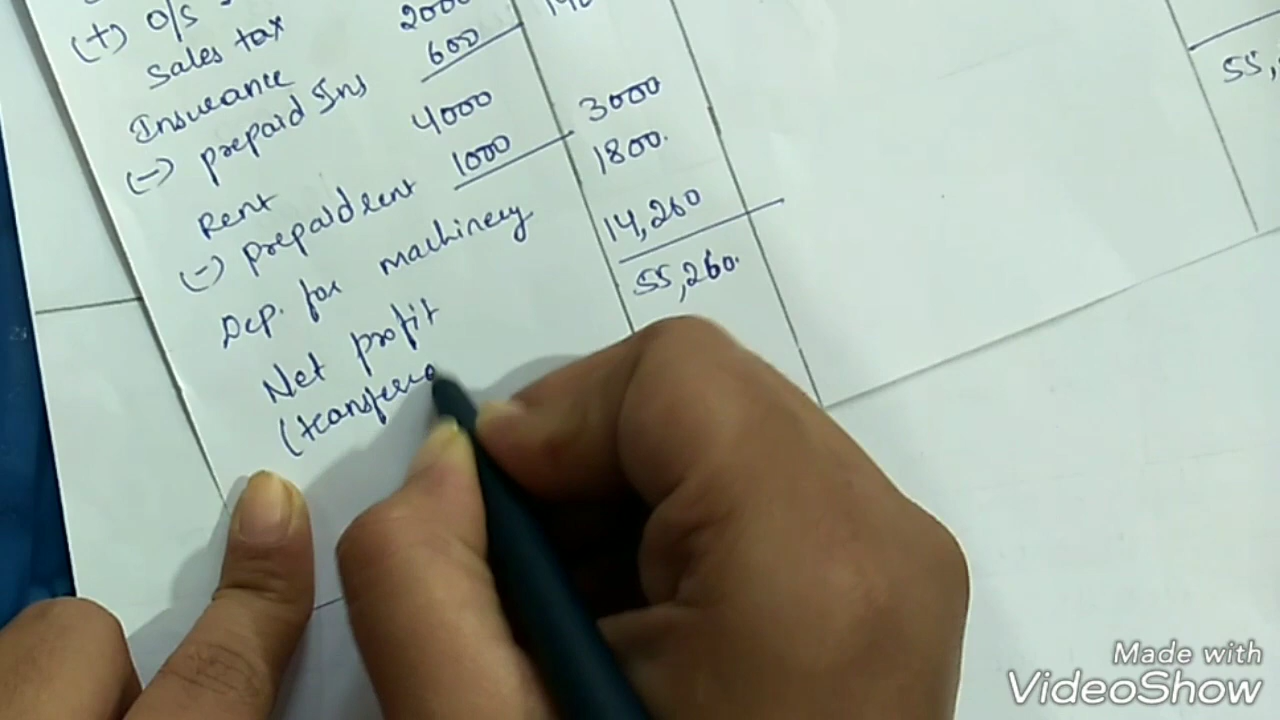 (+) O/S
Sales tax
Insurance 2000
(-) prepaid Ins 600
Rent 4000
(-) prepaid rent 1000 3000
Dep. for machinery 1800.
Net profit 14,260
(transferre
55,260.
55,
Made with
VideoShow